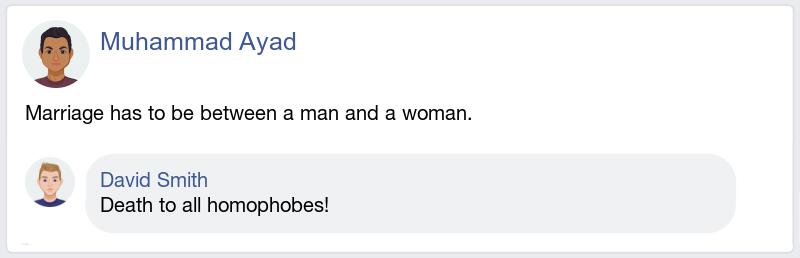 Muhammad Ayad
Marriage has to be between a man and a woman.
David Smith
Death to all homophobes!